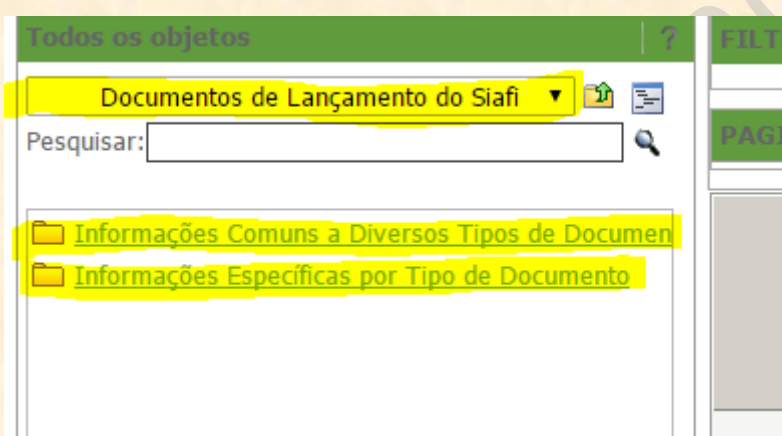 Todos os objetos ?
FILT
Documentos de Lançamento do Siafi
Pesquisar:
PAGI
Informações Comuns a Diversos Tipos de Documen
Informações Específicas por Tipo de Documento